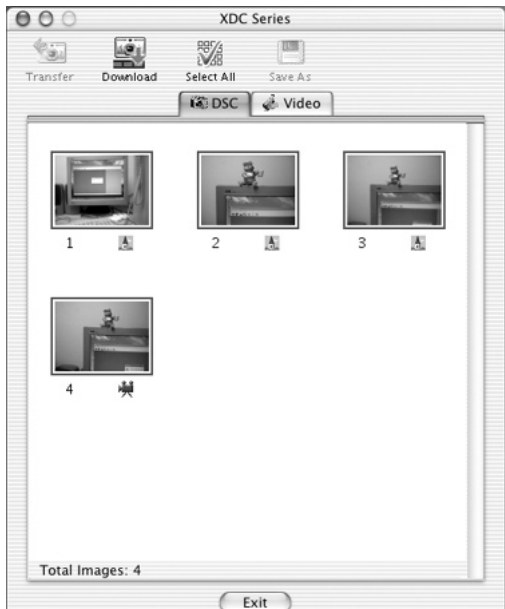 XDC Series
Transfer Download Select All Save As
DSC Video
1 2 3
4
Total Images: 4
Exit